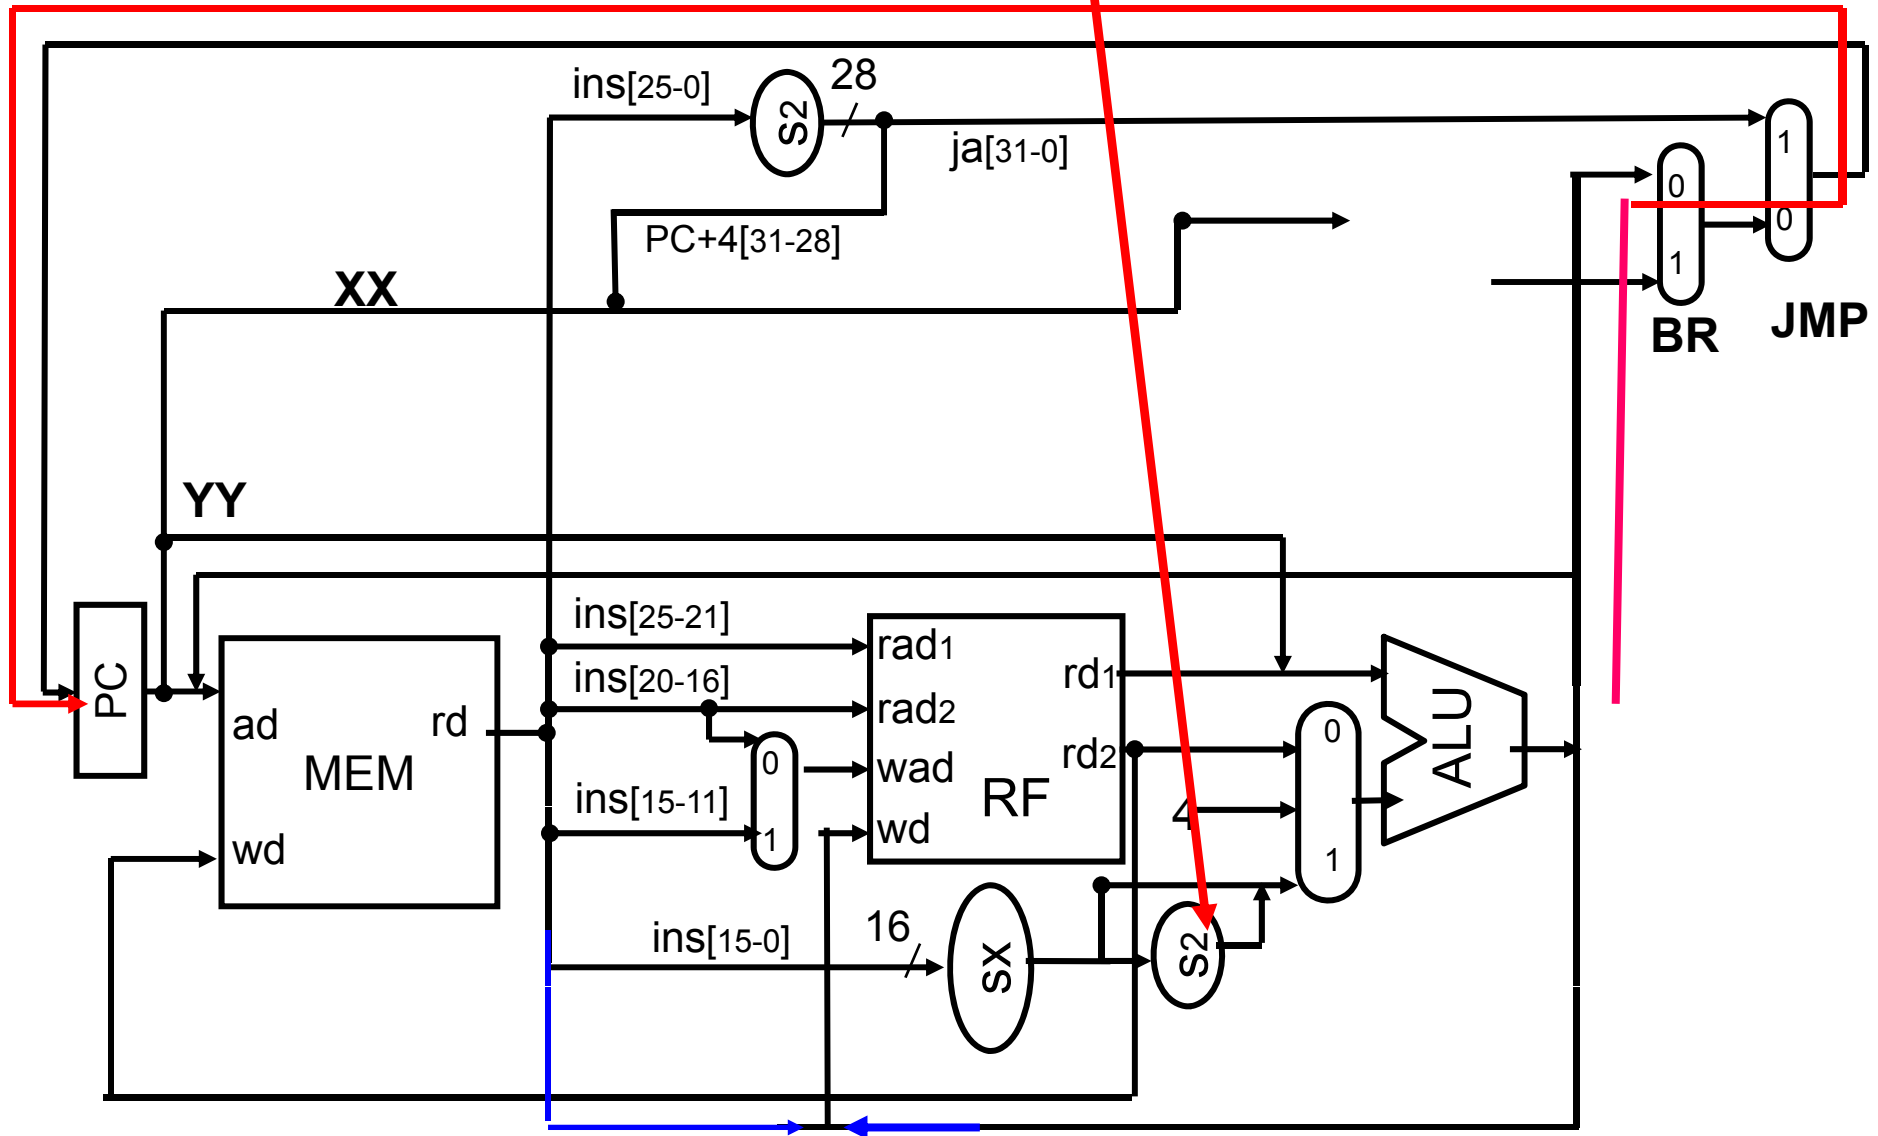 28
ins[25-0]
s2
ja[31-0]
1
0
0
1
PC+4[31-28]
XX
BR
JMP
YY
PC
ad
rd
MEM
wd
ins[25-21]
ins[20-16]
ins[15-11]
0
1
rad1
rad2
wad
wd
rd1
rd2
RF
0
4
1
ALU
ins[15-0]
16
sx
s2